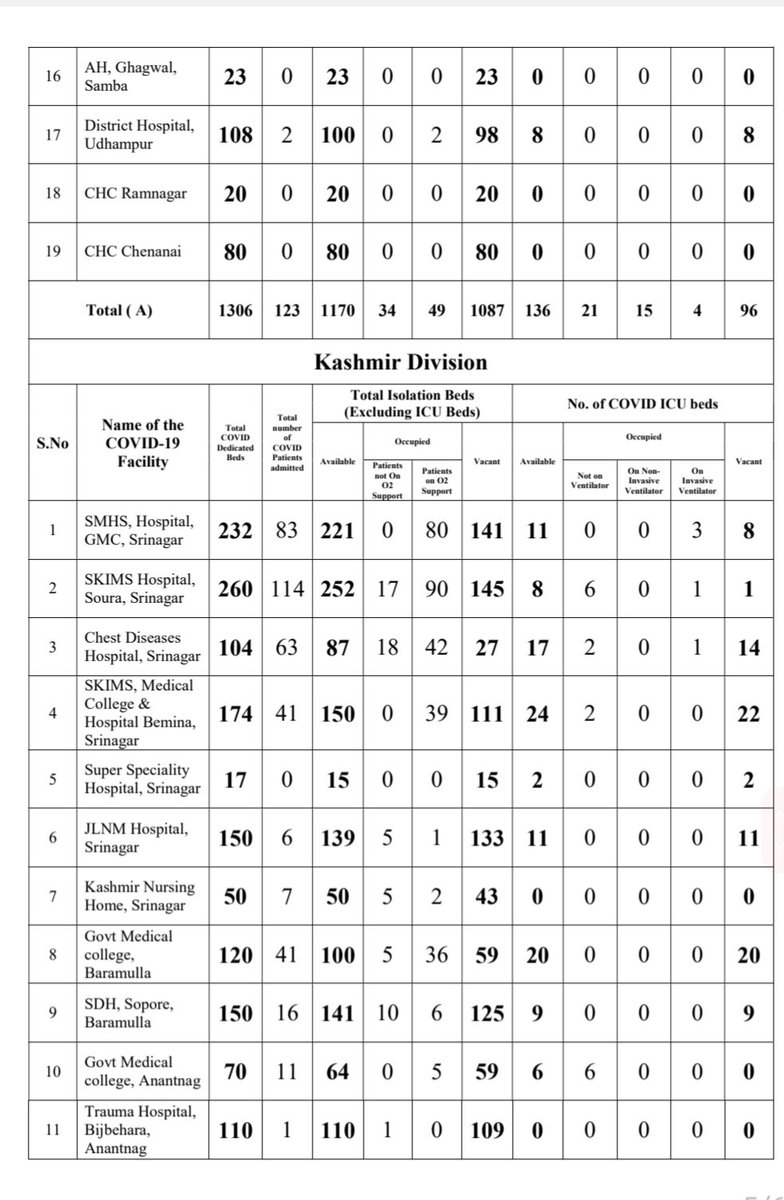 16 AH, Ghagwal, Samba 23 0 23 0 0 23 0 0 0 0 0
17 District Hospital, Udhampur 108 2 100 0 2 98 8 0 0 0 8
18 CHC Ramnagar 20 0 20 0 0 20 0 0 0 0 0
19 CHC Chenanai 80 0 80 0 0 80 0 0 0 0 0
Total ( A) 1306 123 1170 34 49 1087 136 21 15 4 96
Kashmir Division
S.No
Name of the COVID-19 Facility
Total COVID Dedicated Beds
Total number of COVID Patients admitted
Total Isolation Beds (Excluding ICU Beds)
Available
Occupied
Patients not On O2 Support
Patients on O2 Support
Vacant
No. of COVID ICU beds
Available
Occupied
Not on Ventilator
On Non-Invasive Ventilator
On Invasive Ventilator
Vacant
1 SMHS, Hospital, GMC, Srinagar 232 83 221 0 80 141 11 0 0 3 8
2 SKIMS Hospital, Soura, Srinagar 260 114 252 17 90 145 8 6 0 1 1
3 Chest Diseases Hospital, Srinagar 104 63 87 18 42 27 17 2 0 1 14
4 SKIMS, Medical College & Hospital Bemina, Srinagar 174 41 150 0 39 111 24 2 0 0 22
5 Super Speciality Hospital, Srinagar 17 0 15 0 0 15 2 0 0 0 2
6 JLNM Hospital, Srinagar 150 6 139 5 1 133 11 0 0 0 11
7 Kashmir Nursing Home, Srinagar 50 7 50 5 2 43 0 0 0 0 0
8 Govt Medical college, Baramulla 120 41 100 5 36 59 20 0 0 0 20
9 SDH, Sopore, Baramulla 150 16 141 10 6 125 9 0 0 0 9
10 Govt Medical college, Anantnag 70 11 64 0 5 59 6 6 0 0 0
11 Trauma Hospital, Bijbehara, Anantnag 110 1 110 1 0 109 0 0 0 0 0